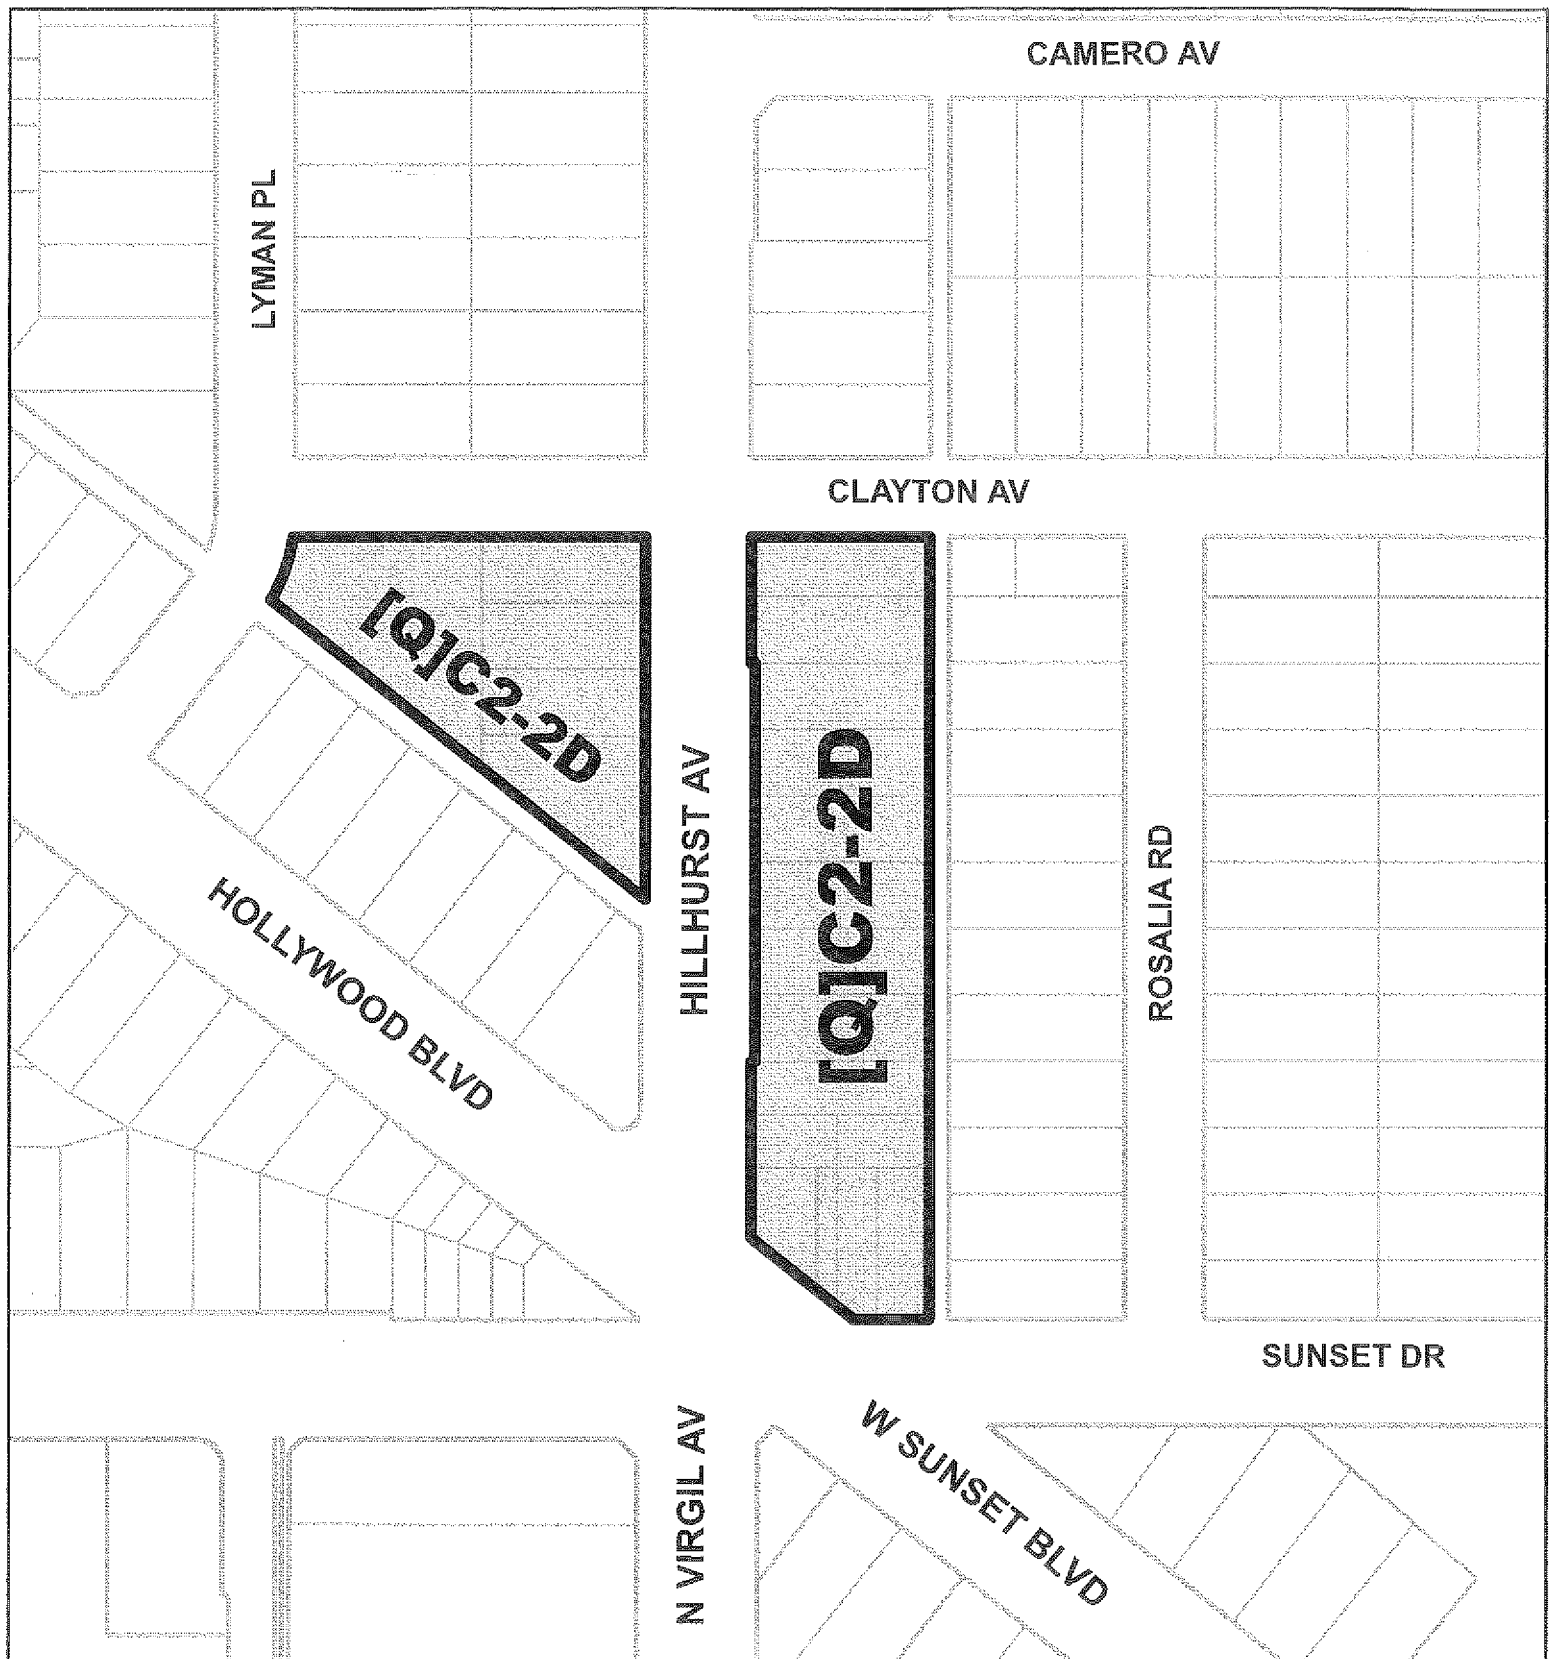 CAMERO AV
LYMAN PL
CLAYTON AV
[Q]C2-2D
HILLHURST AV
[Q]C2-2D
ROSALIA RD
HOLLYWOOD BLVD
SUNSET DR
N VIRGIL AV
W SUNSET BLVD